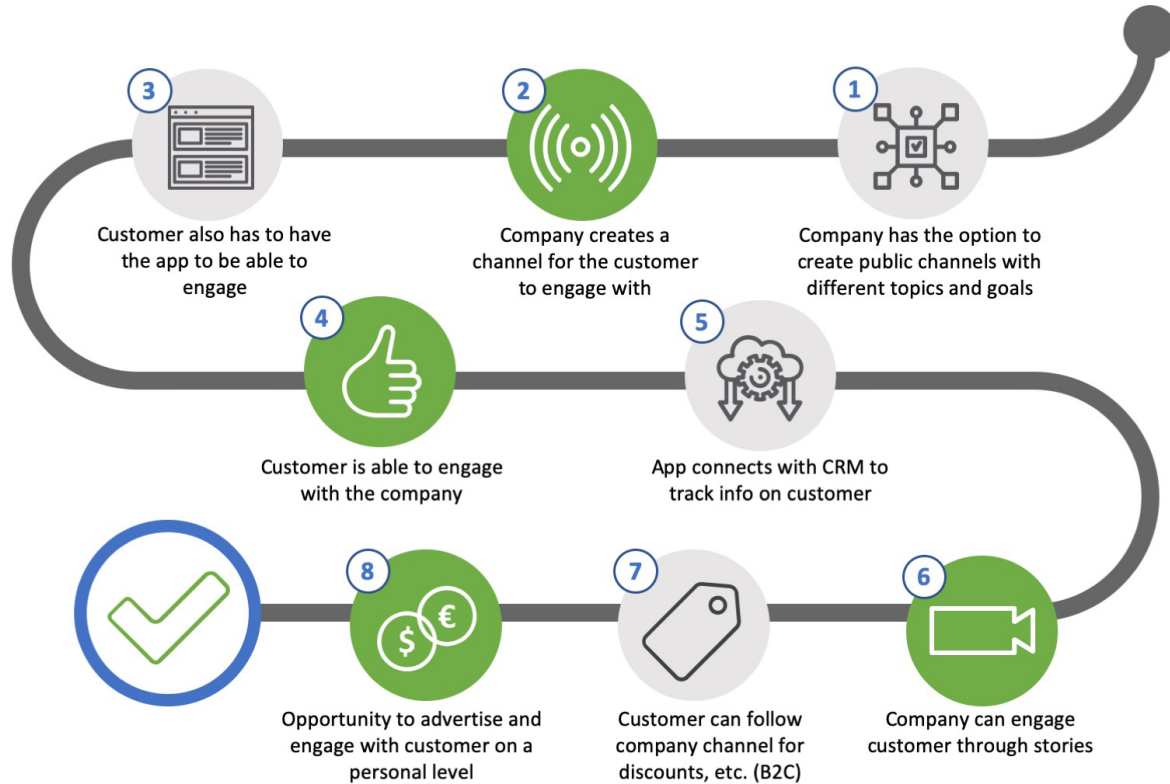 1
Company has the option to
create public channels with
different topics and goals
2
Company creates a
channel for the customer
to engage with
3
Customer also has to have
the app to be able to
engage
4
Customer is able to engage
with the company
5
App connects with CRM to
track info on customer
6
Company can engage
customer through stories
7
Customer can follow
company channel for
discounts, etc. (B2C)
8
$ €
Opportunity to advertise and
engage with customer on a
personal level